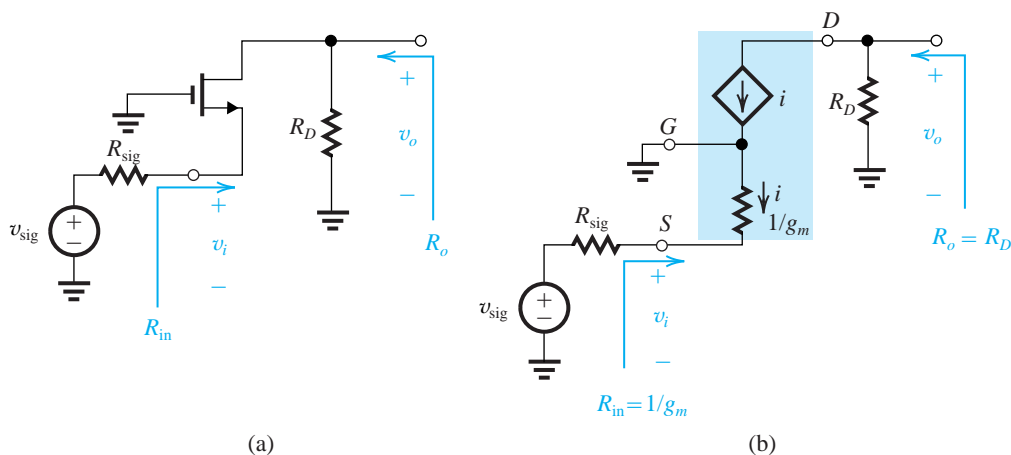 R_sig
v_sig
+
−
+
v_i
−
R_in
R_D
+
v_o
−
R_o
(a)
D
i
G
i
1/g_m
R_sig
S
v_sig
+
−
+
v_i
−
R_in = 1/g_m
R_D
+
v_o
−
R_o = R_D
(b)